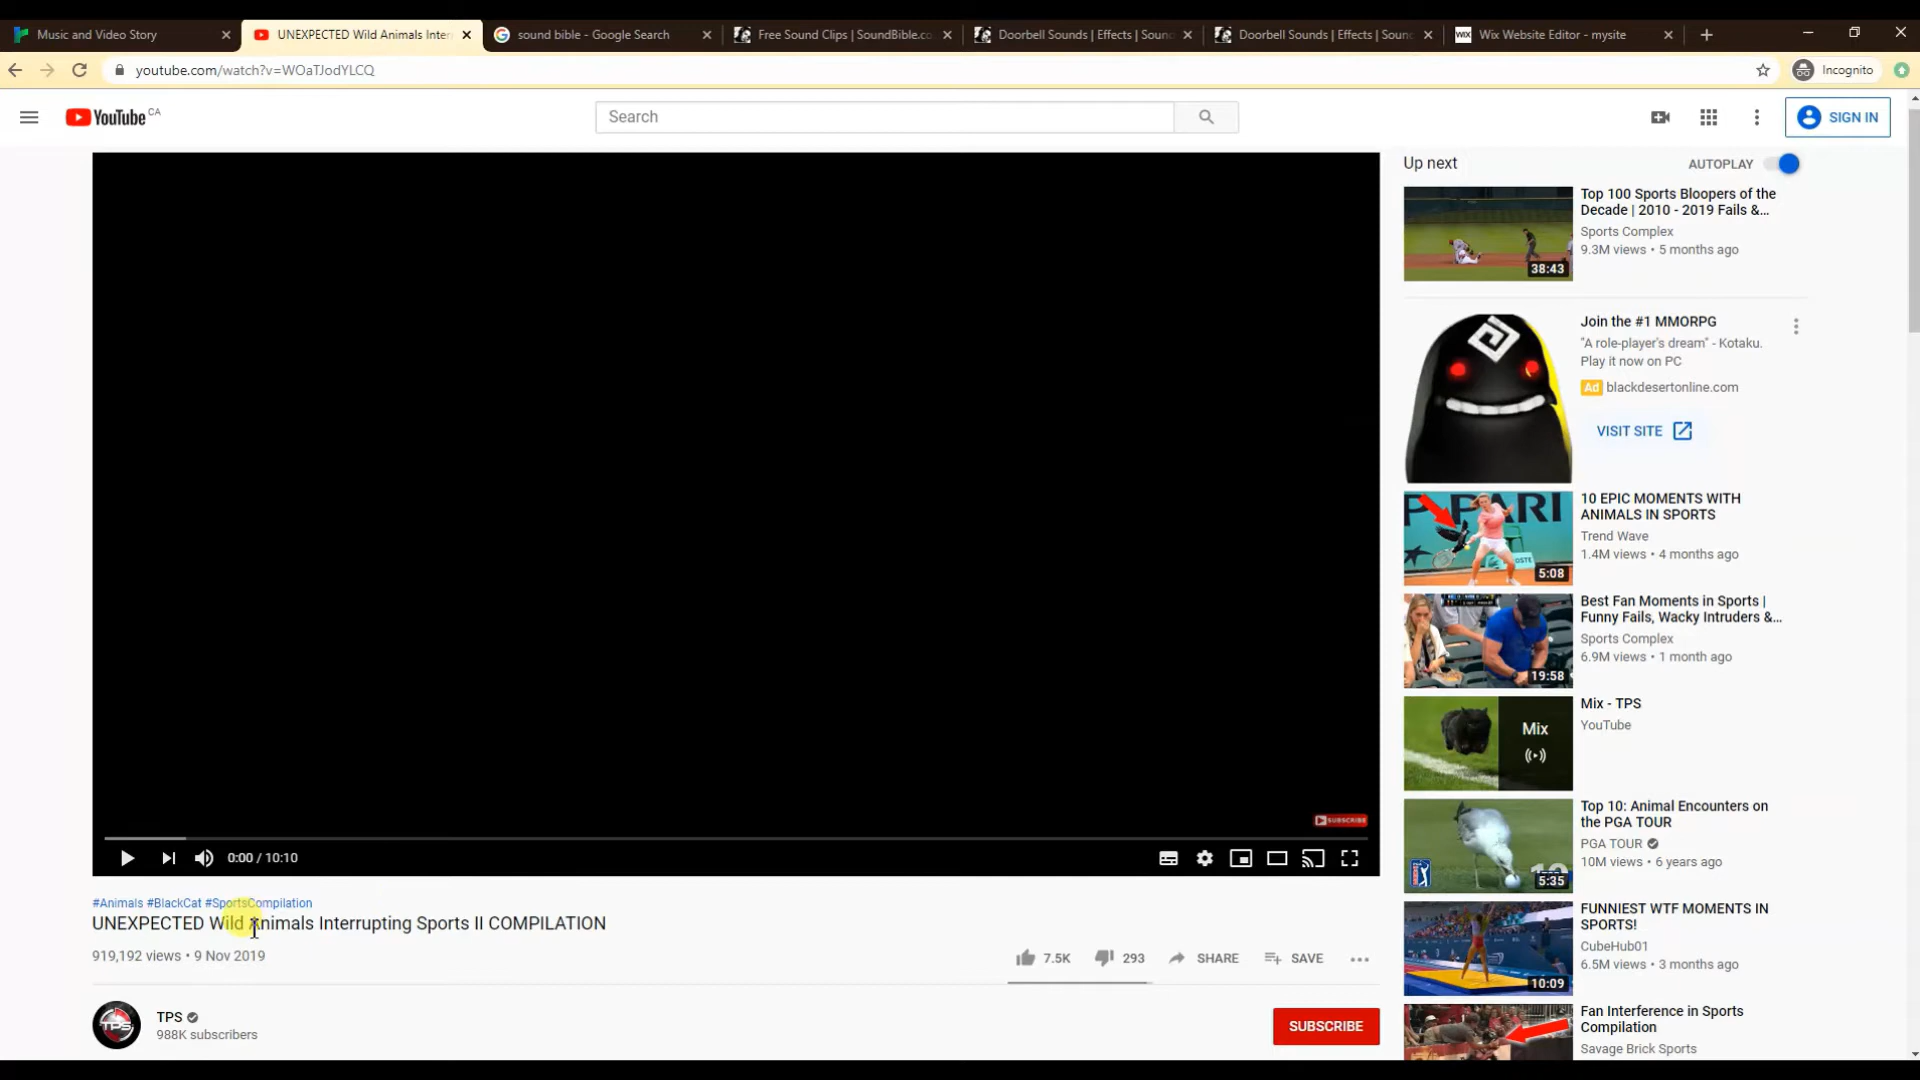 Music and Video Story
UNEXPECTED Wild Animals Inter
sound bible - Google Search
Free Sound Clips | SoundBible.co
Doorbell Sounds | Effects | Soun
Doorbell Sounds | Effects | Soun
WIX Wix Website Editor - mysite
youtube.com/watch?v=WOaTJodYLCQ
Incognito
YouTube CA
Search
SIGN IN
Up next
AUTOPLAY
Top 100 Sports Bloopers of the
Decade | 2010 - 2019 Fails &...
Sports Complex
9.3M views • 5 months ago
38:43
Join the #1 MMORPG
"A role-player's dream" - Kotaku.
Play it now on PC
Ad blackdesertonline.com
VISIT SITE
10 EPIC MOMENTS WITH
ANIMALS IN SPORTS
Trend Wave
1.4M views • 4 months ago
5:08
Best Fan Moments in Sports |
Funny Fails, Wacky Intruders &...
Sports Complex
6.9M views • 1 month ago
19:58
Mix - TPS
YouTube
Mix
Top 10: Animal Encounters on
the PGA TOUR
PGA TOUR
10M views • 6 years ago
5:35
FUNNIEST WTF MOMENTS IN
SPORTS!
CubeHub01
6.5M views • 3 months ago
10:09
Fan Interference in Sports
Compilation
Savage Brick Sports
SUBSCRIBE
0:00 / 10:10
#Animals #BlackCat #SportsCompilation
UNEXPECTED Wild Animals Interrupting Sports II COMPILATION
919,192 views • 9 Nov 2019
7.5K
293
SHARE
SAVE
TPS
TPS
988K subscribers
SUBSCRIBE